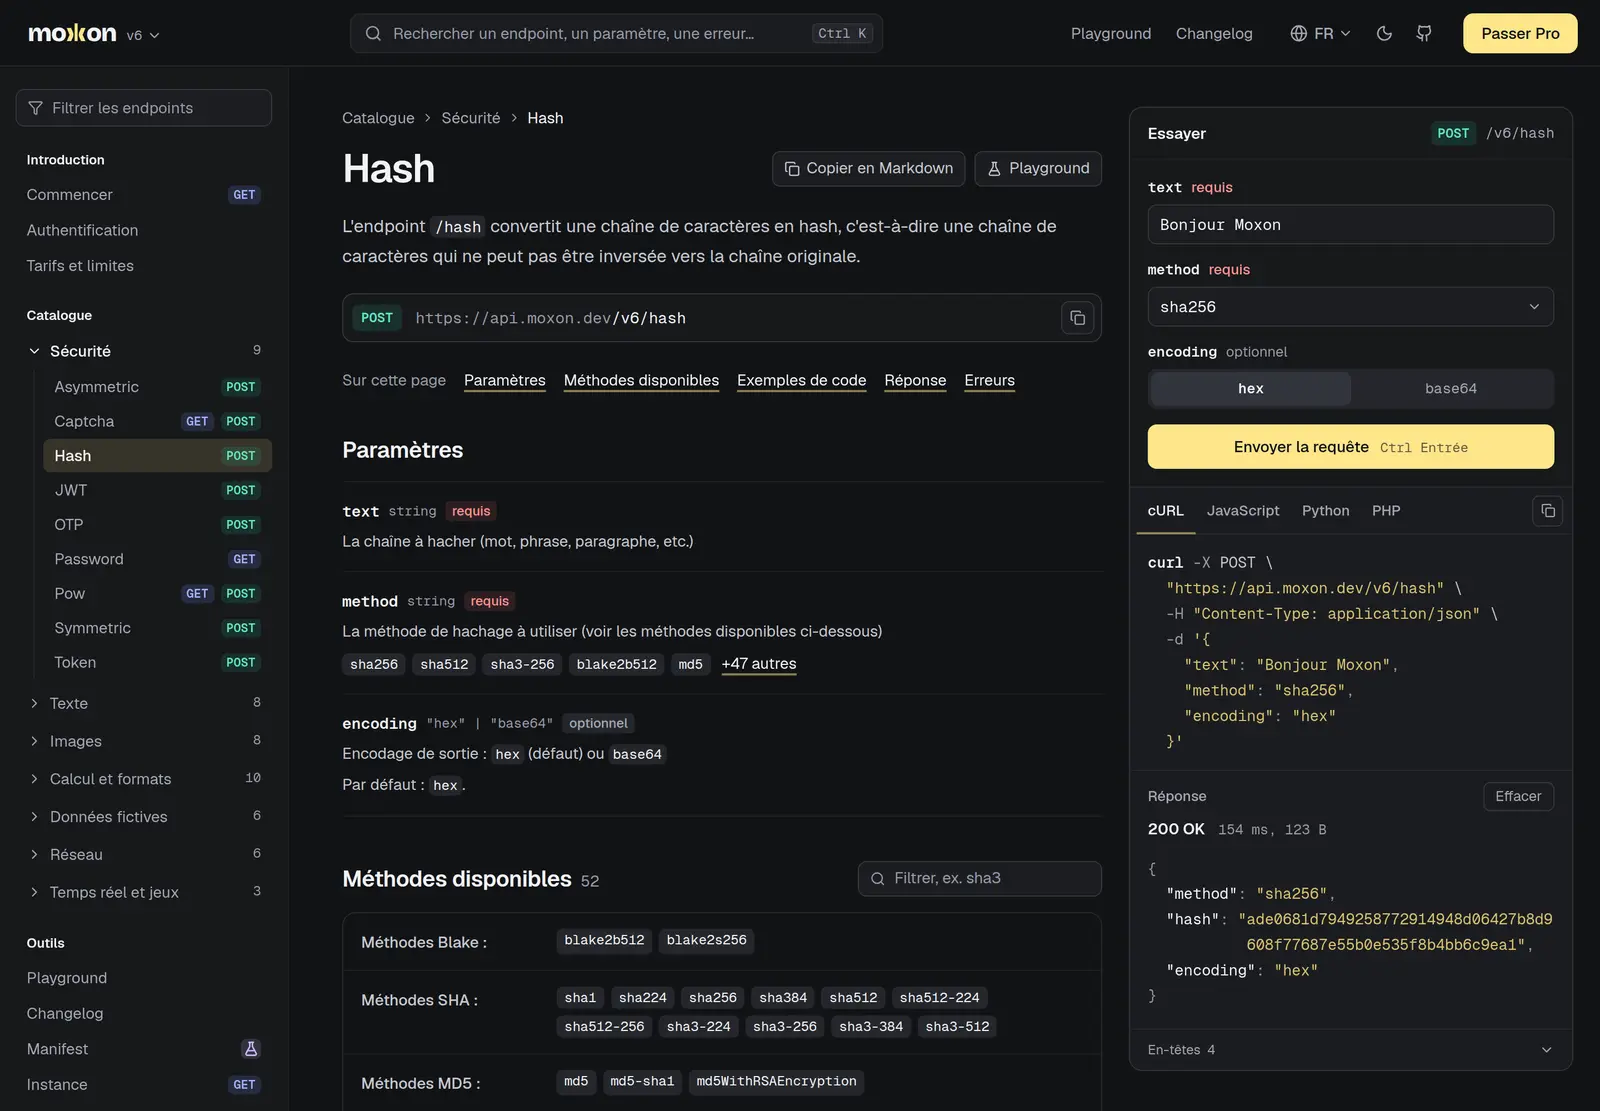 moxon v6
Rechercher un endpoint, un paramètre, une erreur... Ctrl K
Playground Changelog FR Passer Pro
Filtrer les endpoints
Introduction
Commencer GET
Authentification
Tarifs et limites
Catalogue
Sécurité 9
Asymmetric POST
Captcha GET POST
Hash POST
JWT POST
OTP POST
Password GET
Pow GET POST
Symmetric POST
Token POST
Texte 8
Images 8
Calcul et formats 10
Données fictives 6
Réseau 6
Temps réel et jeux 3
Outils
Playground
Changelog
Manifest
Instance GET
Catalogue > Sécurité > Hash
Hash
Copier en Markdown Playground
L'endpoint /hash convertit une chaîne de caractères en hash, c'est-à-dire une chaîne de
caractères qui ne peut pas être inversée vers la chaîne originale.
POST https://api.moxon.dev/v6/hash
Sur cette page Paramètres Méthodes disponibles Exemples de code Réponse Erreurs
Paramètres
text string requis
La chaîne à hacher (mot, phrase, paragraphe, etc.)
method string requis
La méthode de hachage à utiliser (voir les méthodes disponibles ci-dessous)
sha256 sha512 sha3-256 blake2b512 md5 +47 autres
encoding "hex" | "base64" optionnel
Encodage de sortie : hex (défaut) ou base64
Par défaut : hex.
Méthodes disponibles 52
Filtrer, ex. sha3
Méthodes Blake : blake2b512 blake2s256
Méthodes SHA : sha1 sha224 sha256 sha384 sha512 sha512-224
sha512-256 sha3-224 sha3-256 sha3-384 sha3-512
Méthodes MD5 : md5 md5-sha1 md5WithRSAEncryption
Essayer POST /v6/hash
text requis
Bonjour Moxon
method requis
sha256
encoding optionnel
hex base64
Envoyer la requête Ctrl Entrée
cURL JavaScript Python PHP
curl -X POST \
"https://api.moxon.dev/v6/hash" \
-H "Content-Type: application/json" \
-d '{
"text": "Bonjour Moxon",
"method": "sha256",
"encoding": "hex"
}'
Réponse Effacer
200 OK 154 ms, 123 B
{
"method": "sha256",
"hash": "ade0681d7949258772914948d06427b8d9
608f77687e55b0e535f8b4bb6c9ea1",
"encoding": "hex"
}
En-têtes 4